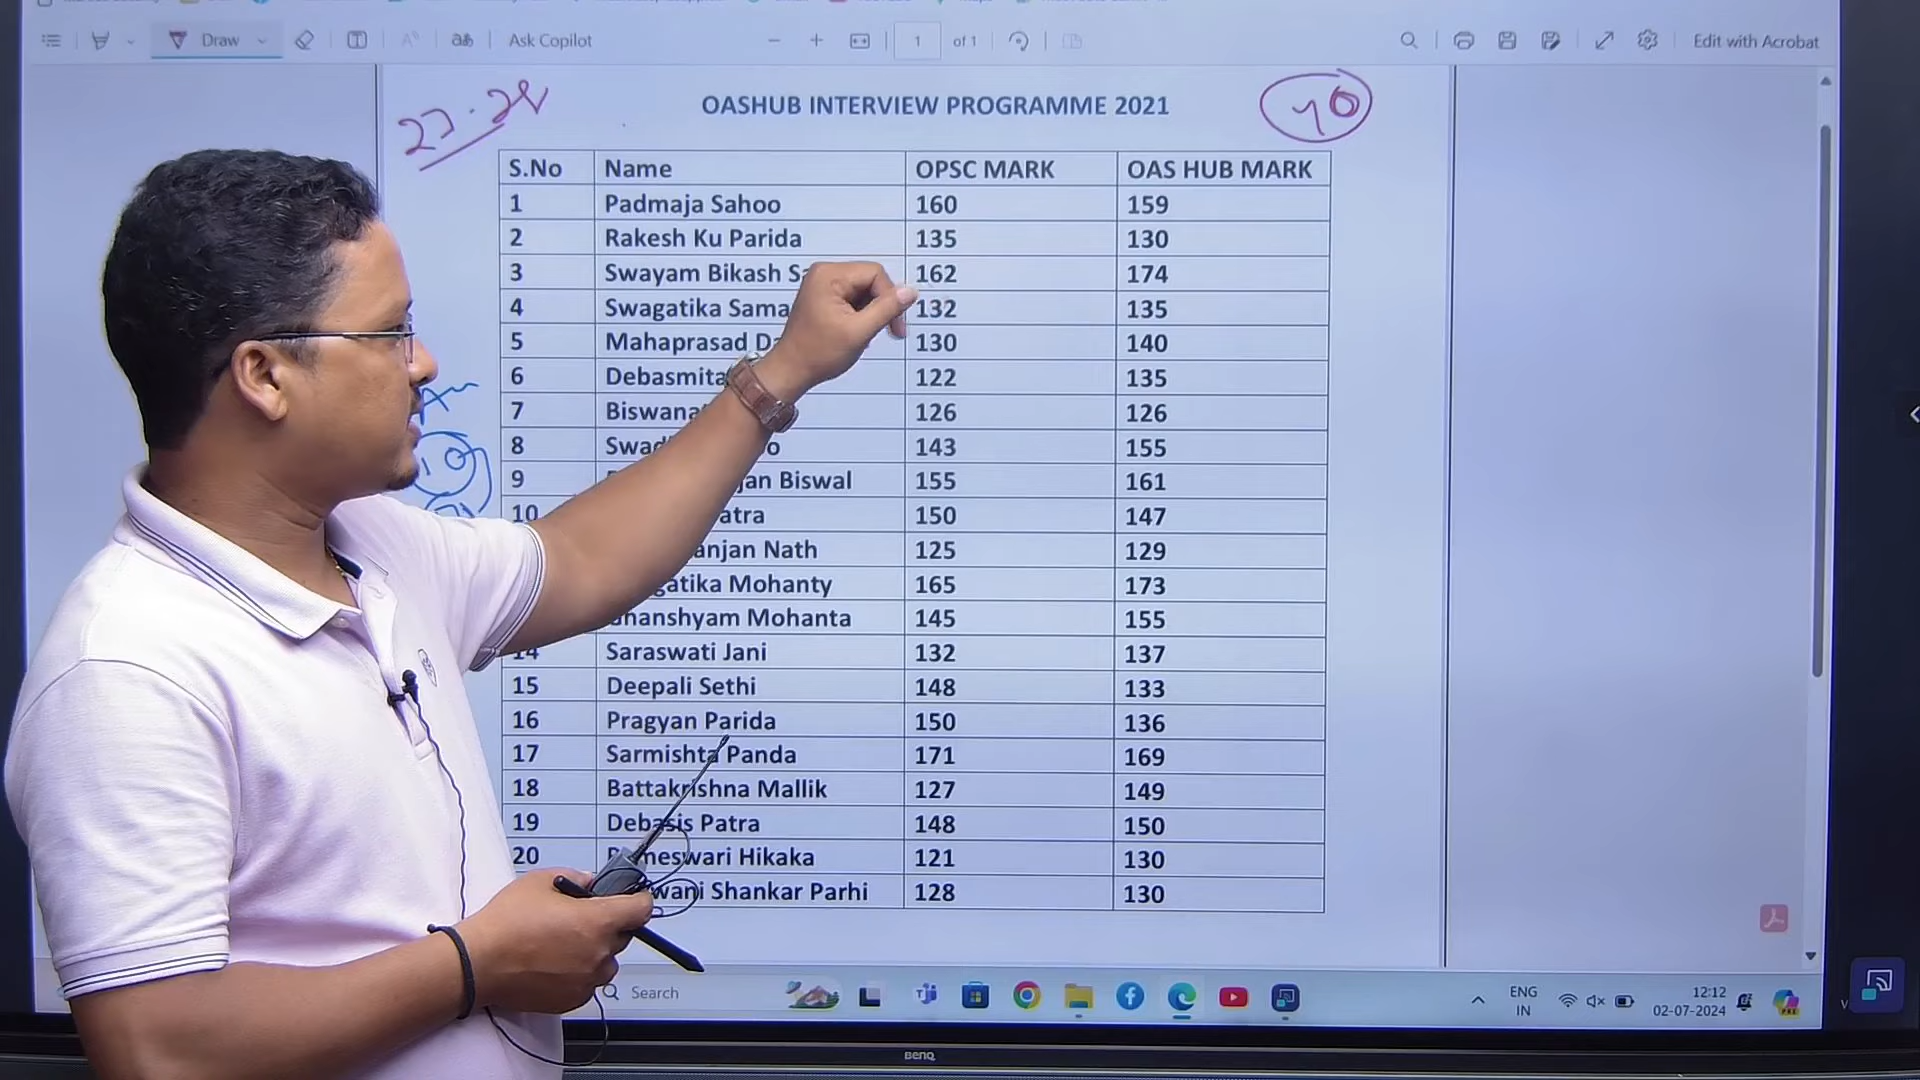 Draw
Ask Copilot
1 of 1
Edit with Acrobat
OASHUB INTERVIEW PROGRAMME 2021
S.No Name OPSC MARK OAS HUB MARK
1 Padmaja Sahoo 160 159
2 Rakesh Ku Parida 135 130
3 Swayam Bikash 162 174
4 Swagatika 132 135
5 Mahaprasad 130 140
6 Debasmita 122 135
7 126 126
8 143 155
9 Biswal 155 161
10 150 147
Nath 125 129
Mohanty 165 173
Mohanta 145 155
14 Saraswati Jani 132 137
15 Deepali Sethi 148 133
16 Pragyan Parida 150 136
17 Sarmishta Panda 171 169
18 Battakrishna Mallik 127 149
19 Debasis Patra 148 150
20 Hikaka 121 130
Shankar Parhi 128 130
Search
ENG
IN
12:12
02-07-2024
BENQ